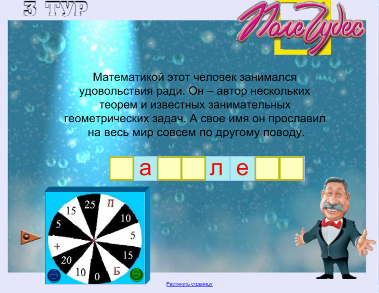 3 ТУР
Поле Чудес
Математикой этот человек занимался
удовольствия ради. Он – автор нескольких
теорем и известных занимательных
геометрических задач. А свое имя он прославил
на весь мир совсем по другому поводу.
а л е
25 П 10 5 15 Б 0 10 20 + 5 15
Растянуть страницу